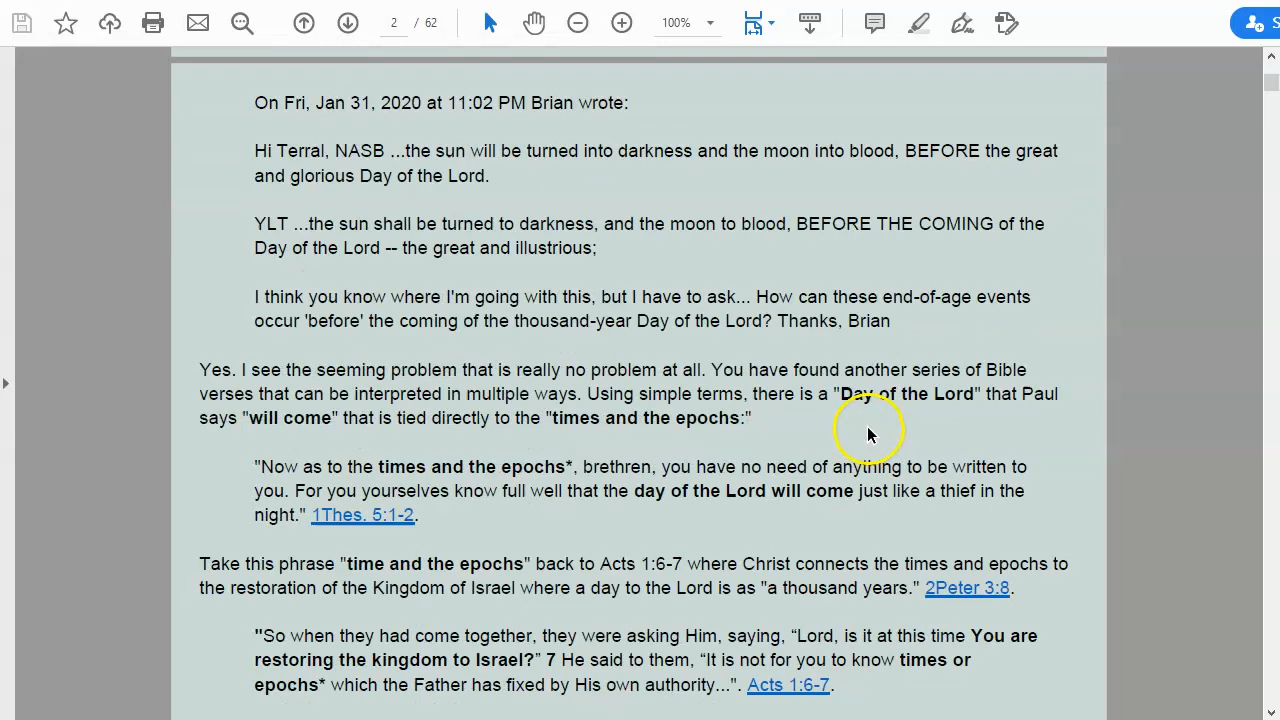 2 / 62
100%
S
On Fri, Jan 31, 2020 at 11:02 PM Brian wrote:
Hi Terral, NASB ...the sun will be turned into darkness and the moon into blood, BEFORE the great
and glorious Day of the Lord.
YLT ...the sun shall be turned to darkness, and the moon to blood, BEFORE THE COMING of the
Day of the Lord -- the great and illustrious;
I think you know where I'm going with this, but I have to ask... How can these end-of-age events
occur 'before' the coming of the thousand-year Day of the Lord? Thanks, Brian
Yes. I see the seeming problem that is really no problem at all. You have found another series of Bible
verses that can be interpreted in multiple ways. Using simple terms, there is a "Day of the Lord" that Paul
says "will come" that is tied directly to the "times and the epochs:"
"Now as to the times and the epochs*, brethren, you have no need of anything to be written to
you. For you yourselves know full well that the day of the Lord will come just like a thief in the
night." 1Thes. 5:1-2.
Take this phrase "time and the epochs" back to Acts 1:6-7 where Christ connects the times and epochs to
the restoration of the Kingdom of Israel where a day to the Lord is as "a thousand years." 2Peter 3:8.
"So when they had come together, they were asking Him, saying, “Lord, is it at this time You are
restoring the kingdom to Israel?” 7 He said to them, “It is not for you to know times or
epochs* which the Father has fixed by His own authority...”. Acts 1:6-7.